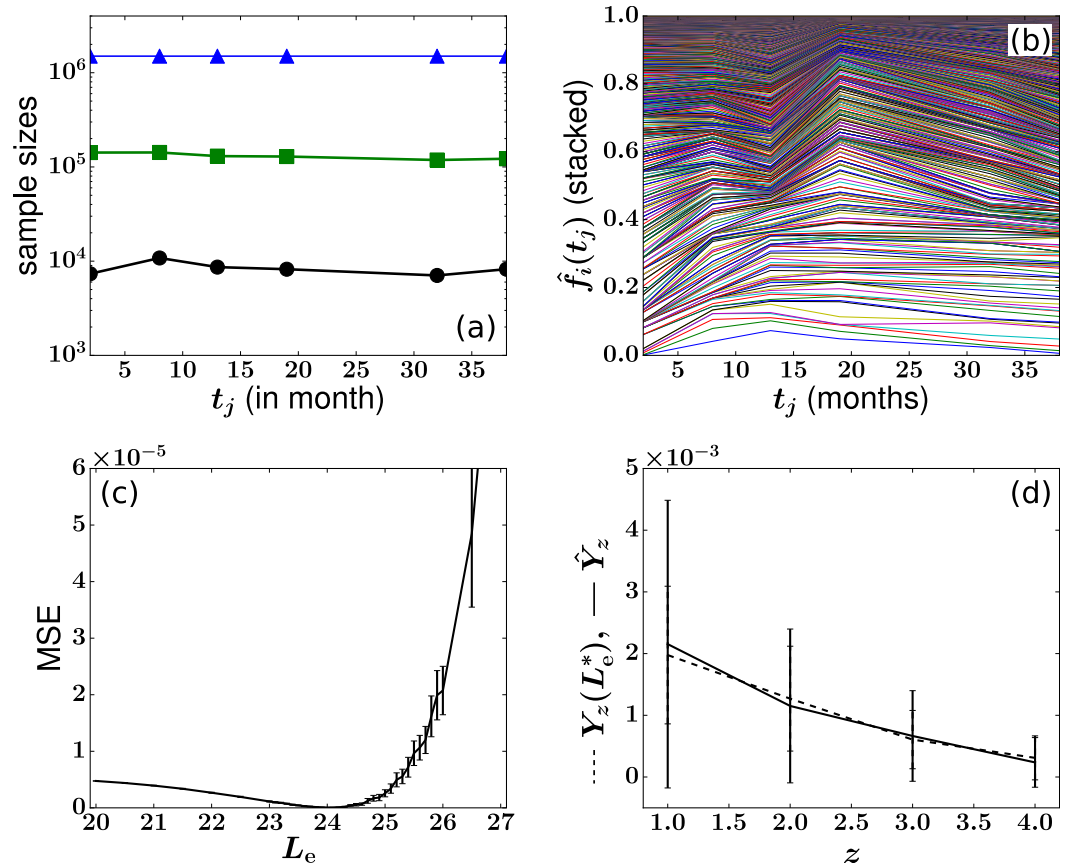 sample sizes
10^6
10^5
10^4
10^3
(a)
5 10 15 20 25 30 35
t_j (in month)
f̂_i(t_j) (stacked)
1.0
0.8
0.6
0.4
0.2
0.0
(b)
5 10 15 20 25 30 35
t_j (months)
×10^−5
MSE
6
5
4
3
2
1
0
(c)
20 21 22 23 24 25 26 27
L_e
×10^−3
Y_z(L_e^*), — Ŷ_z
5
4
3
2
1
0
(d)
1.0 1.5 2.0 2.5 3.0 3.5 4.0
z